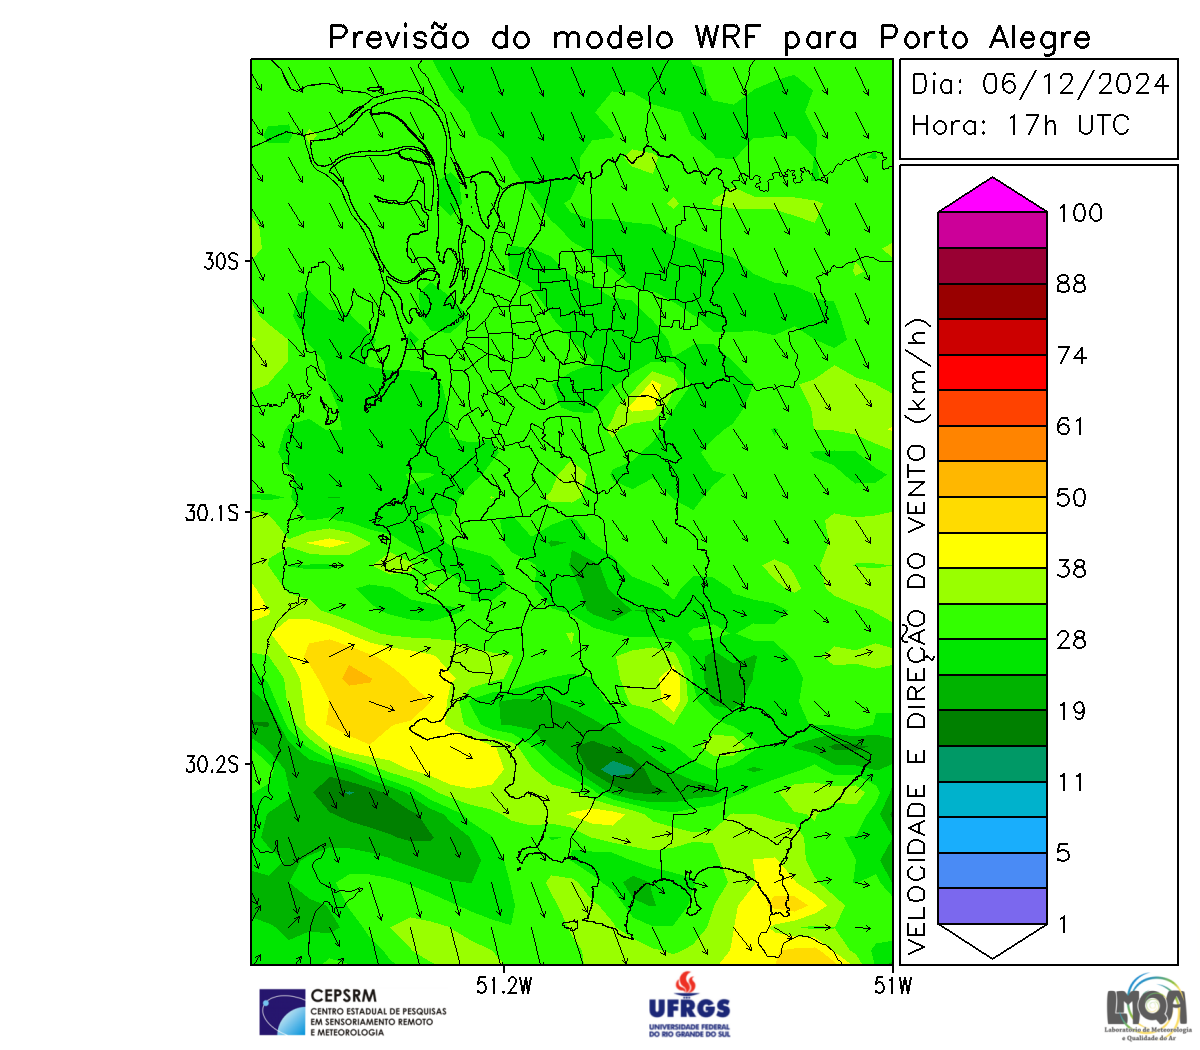 Previsão do modelo WRF para Porto Alegre
Dia: 06/12/2024
Hora: 17h UTC
30S
30.1S
30.2S
51.2W
51W
VELOCIDADE E DIREÇÃO DO VENTO (km/h)
100
88
74
61
50
38
28
19
11
5
1
CEPSRM
CENTRO ESTADUAL DE PESQUISAS
EM SENSORIAMENTO REMOTO
E METEOROLOGIA
UFRGS
UNIVERSIDADE FEDERAL
DO RIO GRANDE DO SUL
LMQA
Laboratório de Meteorologia
e Qualidade do Ar